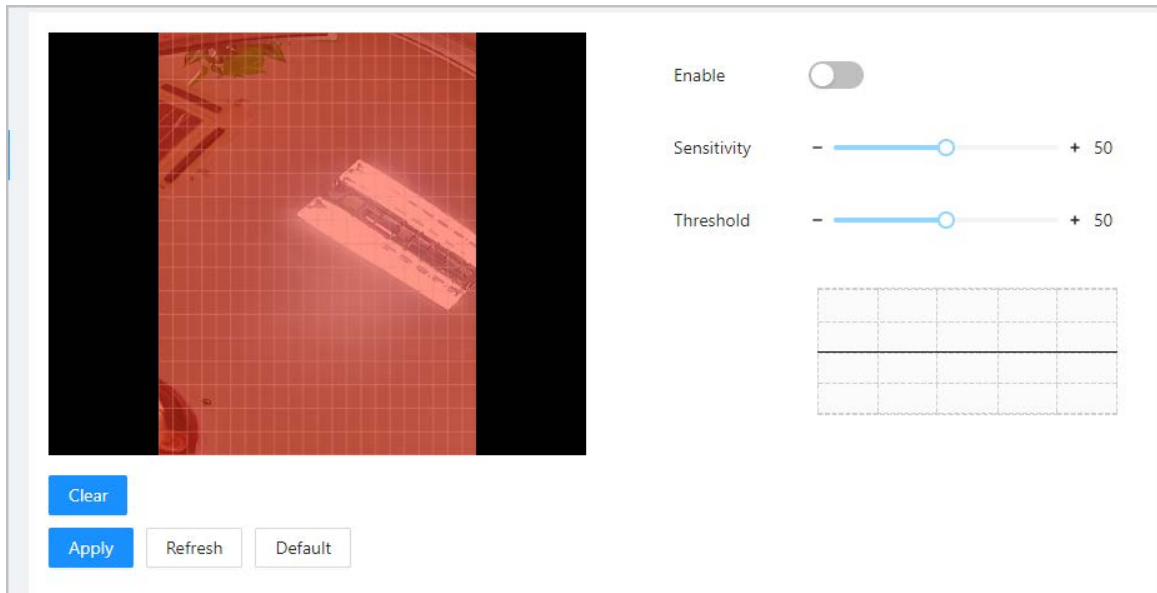 Enable
Sensitivity - + 50
Threshold - + 50
Clear
Apply Refresh Default